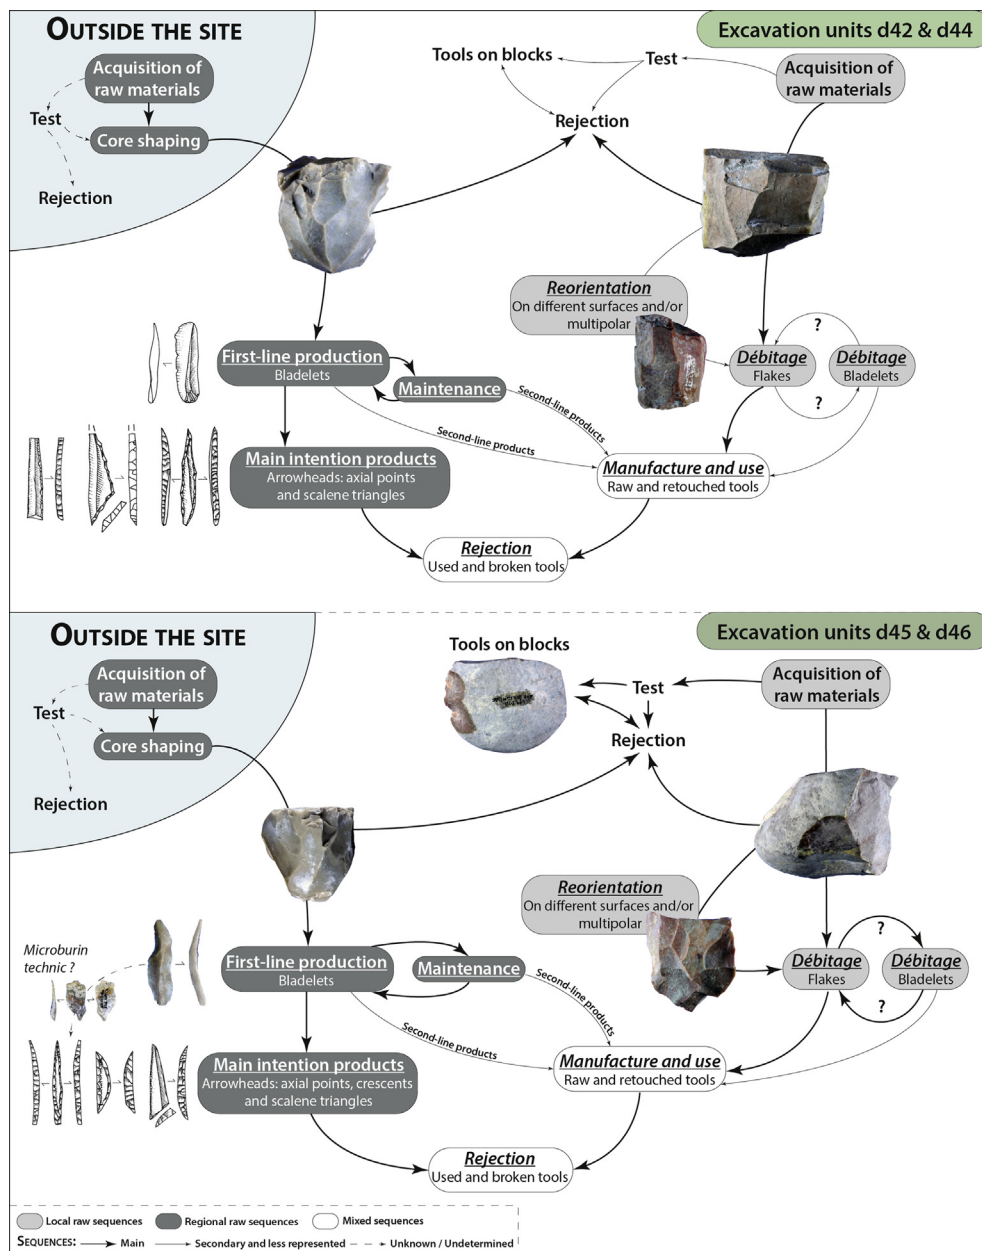 OUTSIDE THE SITE
Excavation units d42 & d44
Acquisition of
raw materials
Test
Core shaping
Rejection
Tools on blocks
Test
Acquisition of
raw materials
Rejection
Reorientation
On different surfaces and/or
multipolar
First-line production
Bladelets
Maintenance
Second-line products
Second-line products
?
Débitage
Flakes
Débitage
Bladelets
?
Main intention products
Arrowheads: axial points
and scalene triangles
Manufacture and use
Raw and retouched tools
Rejection
Used and broken tools
OUTSIDE THE SITE
Excavation units d45 & d46
Acquisition of
raw materials
Test
Core shaping
Rejection
Tools on blocks
Test
Acquisition of
raw materials
Rejection
Reorientation
On different surfaces and/or
multipolar
Microburin
technic ?
First-line production
Bladelets
Maintenance
Second-line products
Second-line products
?
Débitage
Flakes
Débitage
Bladelets
?
Main intention products
Arrowheads: axial points, crescents
and scalene triangles
Manufacture and use
Raw and retouched tools
Rejection
Used and broken tools
Local raw sequences Regional raw sequences Mixed sequences
SEQUENCES: Main Secondary and less represented Unknown / Undetermined